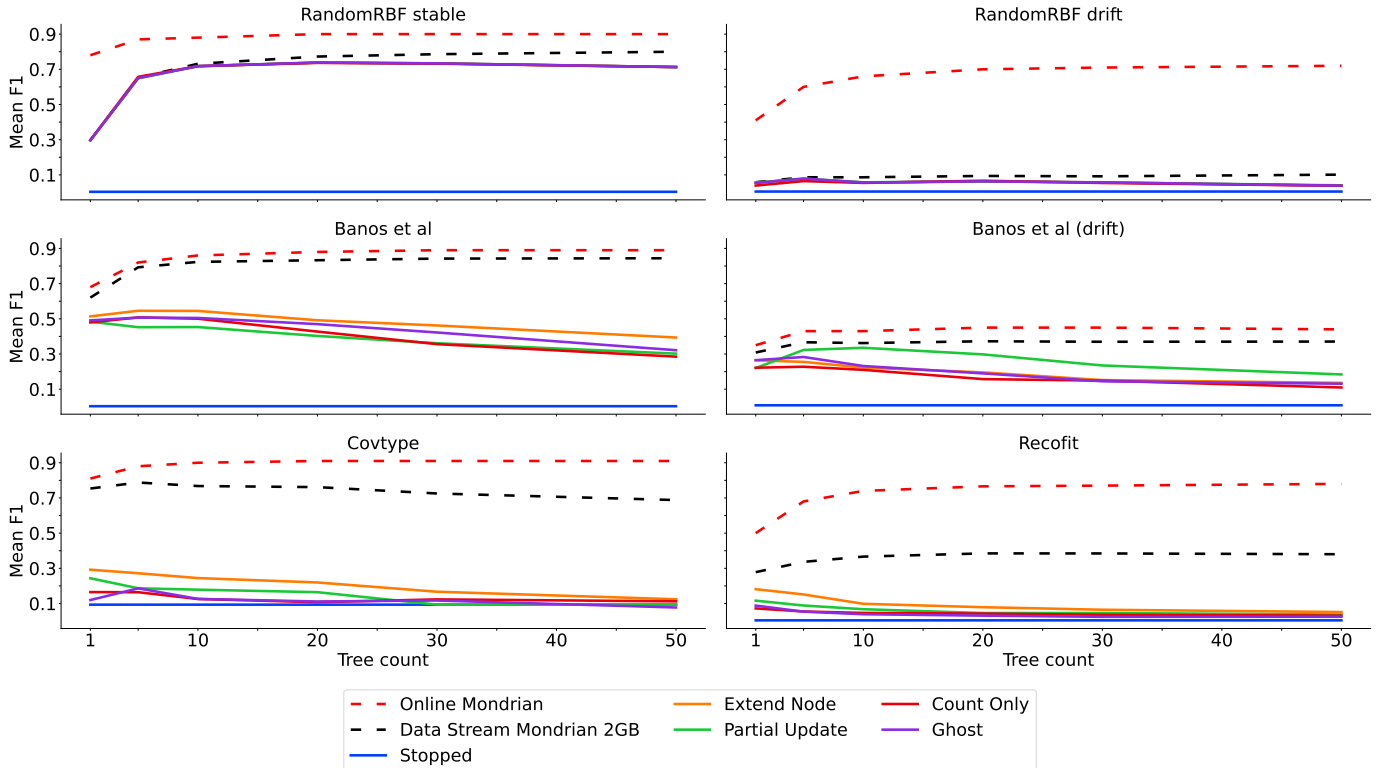 RandomRBF stable
RandomRBF drift
Mean F1
0.9
0.7
0.5
0.3
0.1
Banos et al
Banos et al (drift)
Mean F1
0.9
0.7
0.5
0.3
0.1
Covtype
Recofit
Mean F1
0.9
0.7
0.5
0.3
0.1
1 10 20 30 40 50
1 10 20 30 40 50
Tree count
Tree count
Online Mondrian
Data Stream Mondrian 2GB
Stopped
Extend Node
Partial Update
Count Only
Ghost